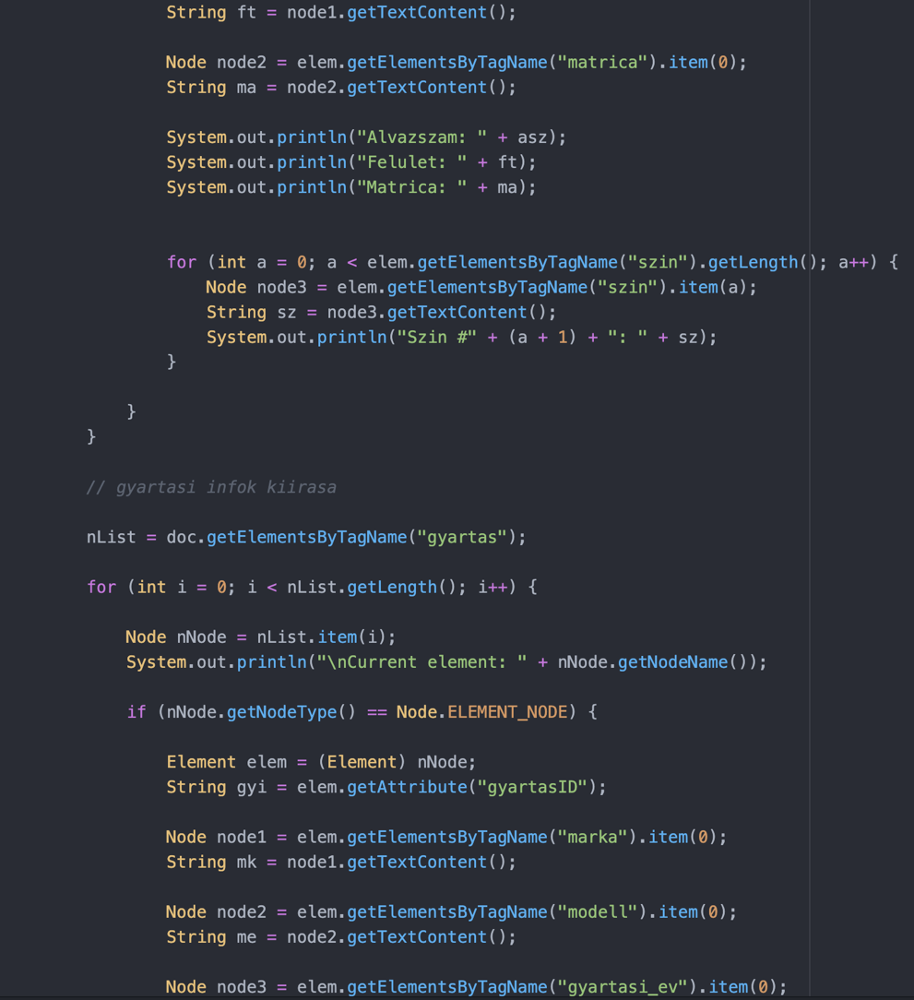 String ft = node1.getTextContent();
Node node2 = elem.getElementsByTagName("matrica").item(0);
String ma = node2.getTextContent();
System.out.println("Alvazszam: " + asz);
System.out.println("Felulet: " + ft);
System.out.println("Matrica: " + ma);
for (int a = 0; a < elem.getElementsByTagName("szin").getLength(); a++) {
Node node3 = elem.getElementsByTagName("szin").item(a);
String sz = node3.getTextContent();
System.out.println("Szin #" + (a + 1) + ": " + sz);
}
}
}
// gyartasi infok kiirasa
nList = doc.getElementsByTagName("gyartas");
for (int i = 0; i < nList.getLength(); i++) {
Node nNode = nList.item(i);
System.out.println("\nCurrent element: " + nNode.getNodeName());
if (nNode.getNodeType() == Node.ELEMENT_NODE) {
Element elem = (Element) nNode;
String gyi = elem.getAttribute("gyartasID");
Node node1 = elem.getElementsByTagName("marka").item(0);
String mk = node1.getTextContent();
Node node2 = elem.getElementsByTagName("modell").item(0);
String me = node2.getTextContent();
Node node3 = elem.getElementsByTagName("gyartasi_ev").item(0);